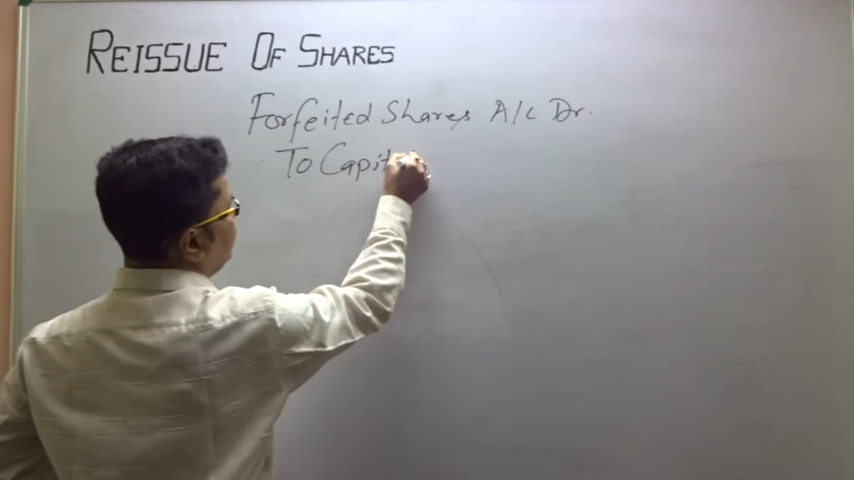 REISSUE OF SHARES
Forfeited Shares A/c Dr.
To Capit